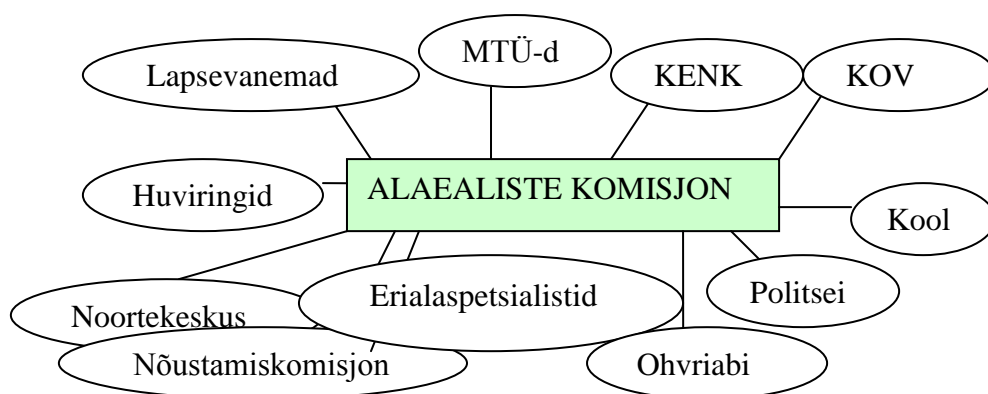 MTÜ-d
Lapsevanemad
KENK
KOV
Huviringid
ALAEALISTE KOMISJON
Kool
Erialaspetsialistid
Politsei
Noortekeskus
Nõustamiskomisjon
Ohvriabi